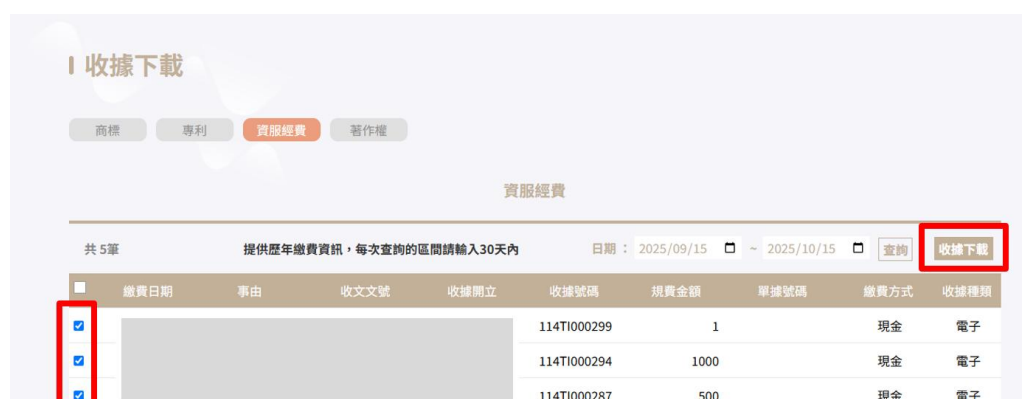 收據下載
商標 專利 資服經費 著作權
資服經費
共 5筆 提供歷年繳費資訊，每次查詢的區間請輸入30天內 日期： 2025/09/15 ~ 2025/10/15 查詢 收據下載
繳費日期 事由 收文文號 收據開立 收據號碼 規費金額 單據號碼 繳費方式 收據種類
114TI000299 1 現金 電子
114TI000294 1000 現金 電子
114TI000287 500 現金 電子